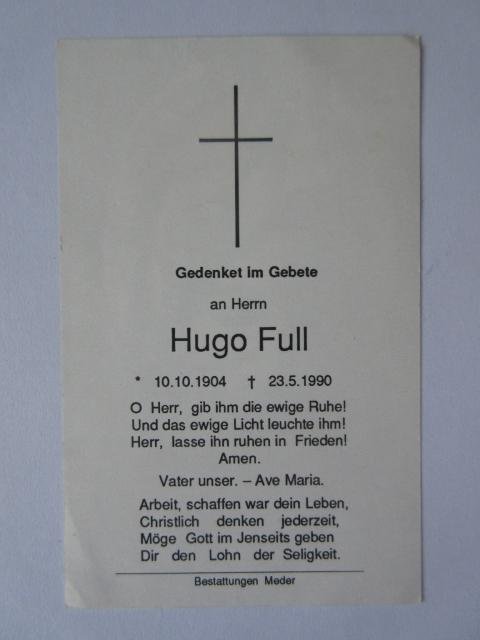 Gedenket im Gebete
an Herrn
Hugo Full
* 10.10.1904 † 23.5.1990
O Herr, gib ihm die ewige Ruhe!
Und das ewige Licht leuchte ihm!
Herr, lasse ihn ruhen in Frieden!
Amen.
Vater unser. – Ave Maria.
Arbeit, schaffen war dein Leben,
Christlich denken jederzeit,
Möge Gott im Jenseits geben
Dir den Lohn der Seligkeit.
Bestattungen Meder